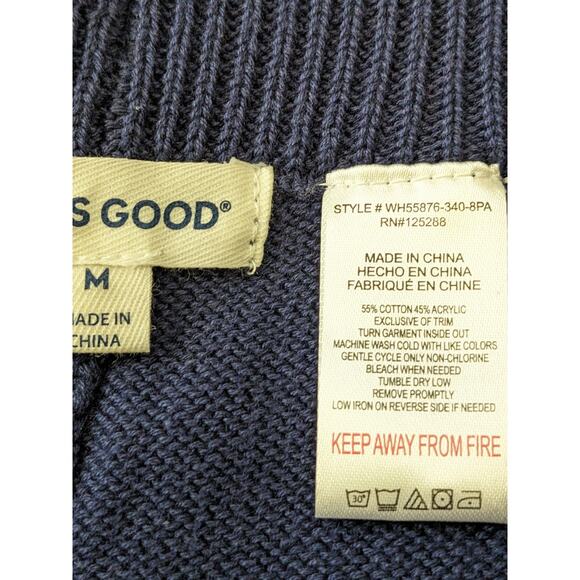 S GOOD®
M
MADE IN
CHINA
STYLE # WH55876-340-8PA
RN#125288
MADE IN CHINA
HECHO EN CHINA
FABRIQUÉ EN CHINE
55% COTTON 45% ACRYLIC
EXCLUSIVE OF TRIM
TURN GARMENT INSIDE OUT
MACHINE WASH COLD WITH LIKE COLORS
GENTLE CYCLE ONLY NON-CHLORINE
BLEACH WHEN NEEDED
TUMBLE DRY LOW
REMOVE PROMPTLY
LOW IRON ON REVERSE SIDE IF NEEDED
KEEP AWAY FROM FIRE
30°